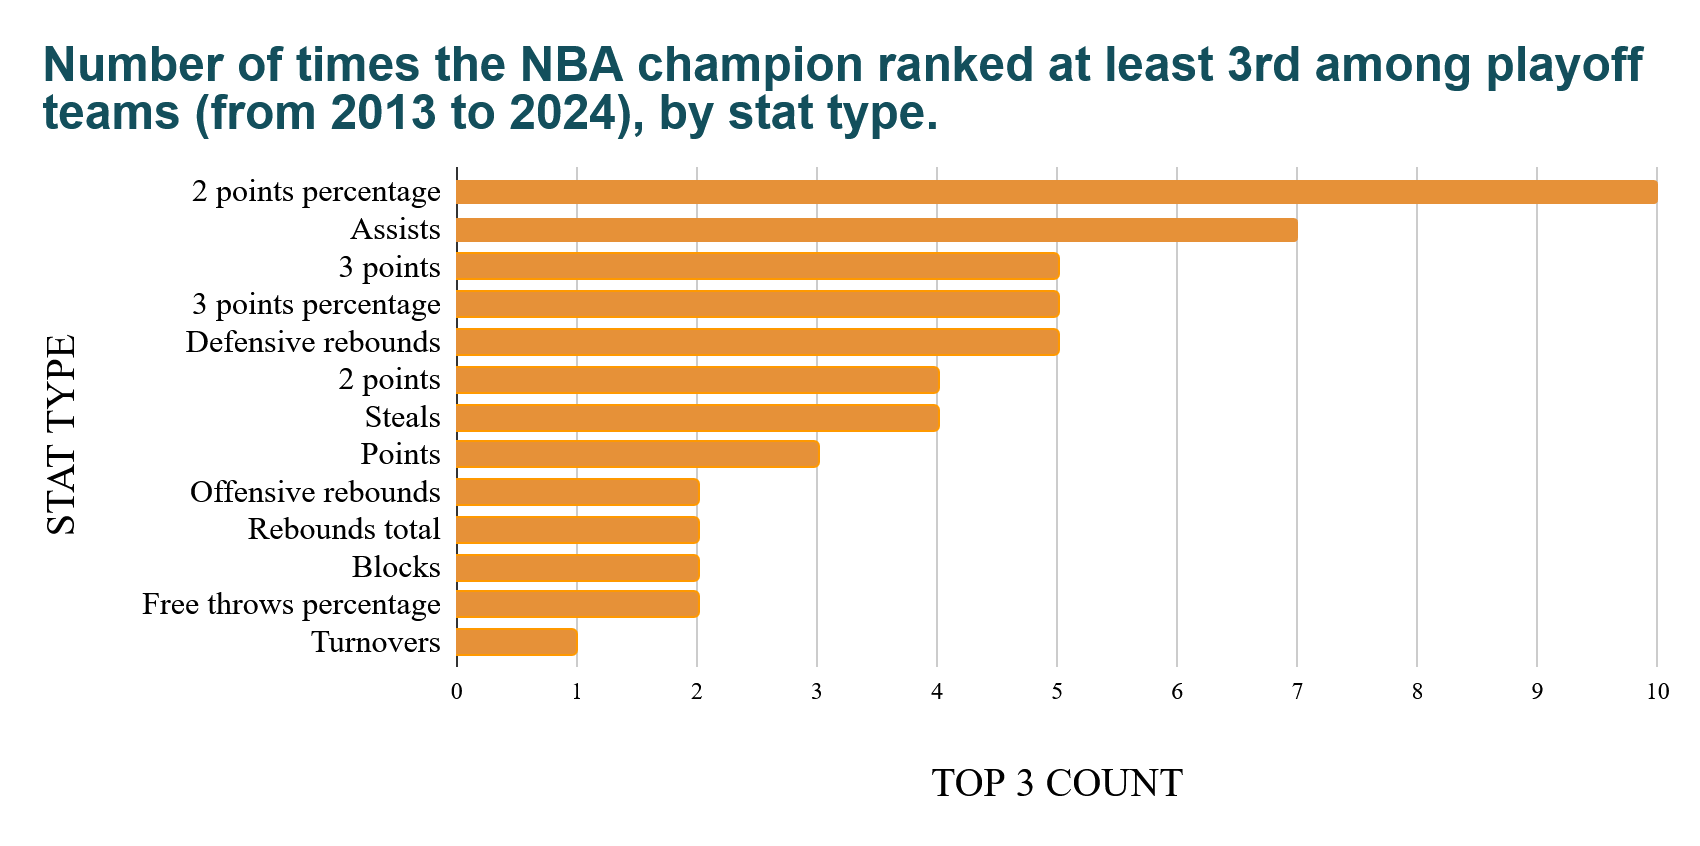 Number of times the NBA champion ranked at least 3rd among playoff
teams (from 2013 to 2024), by stat type.
STAT TYPE
2 points percentage
Assists
3 points
3 points percentage
Defensive rebounds
2 points
Steals
Points
Offensive rebounds
Rebounds total
Blocks
Free throws percentage
Turnovers
0 1 2 3 4 5 6 7 8 9 10
TOP 3 COUNT